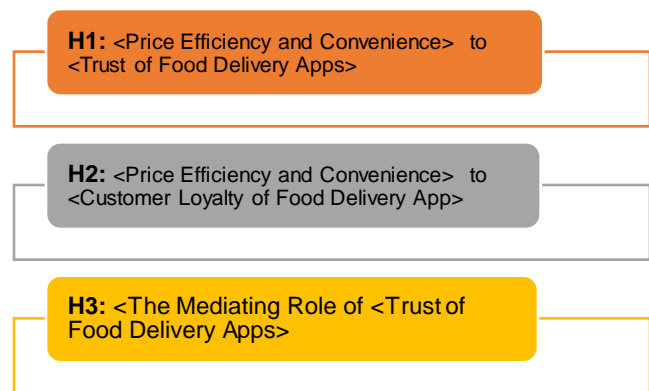 H1: <Price Efficiency and Convenience> to
<Trust of Food Delivery Apps>
H2: <Price Efficiency and Convenience> to
<Customer Loyalty of Food Delivery App>
H3: <The Mediating Role of <Trust of
Food Delivery Apps>